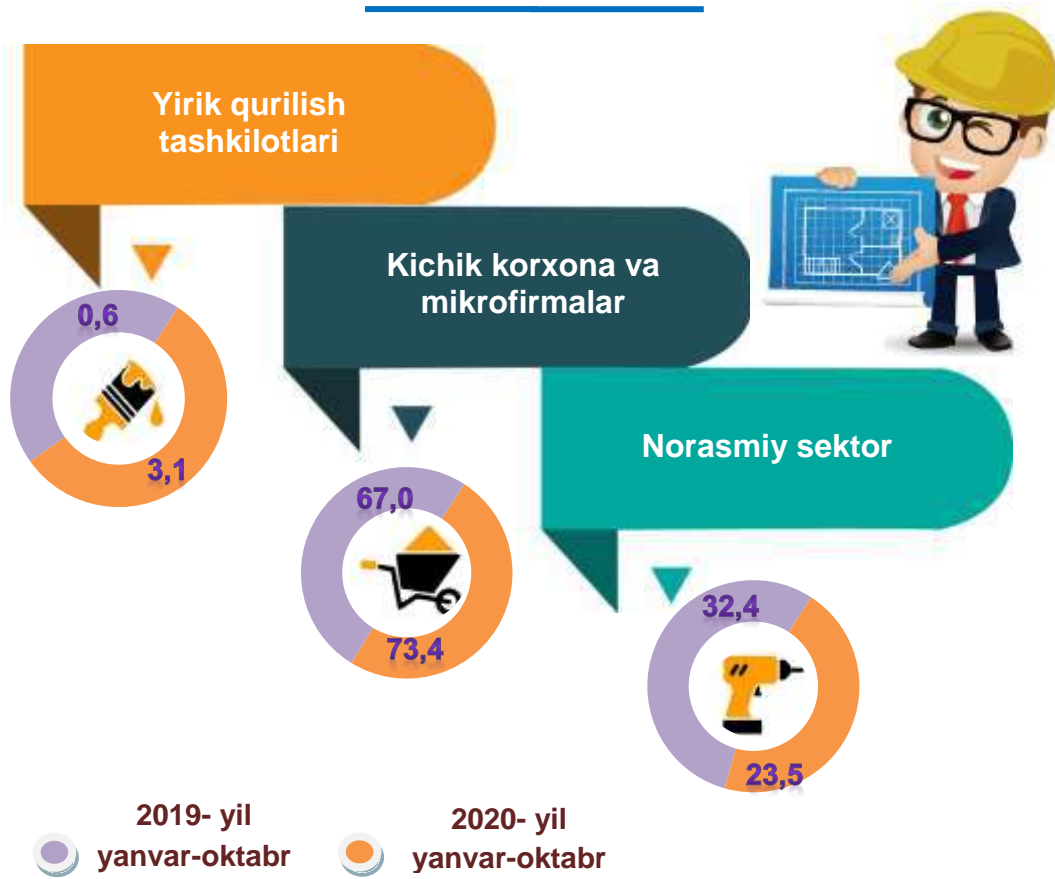 Yirik qurilish
tashkilotlari
Kichik korxona va
mikrofirmalar
Norasmiy sektor
0,6
3,1
67,0
73,4
32,4
23,5
2019- yil
yanvar-oktabr
2020- yil
yanvar-oktabr